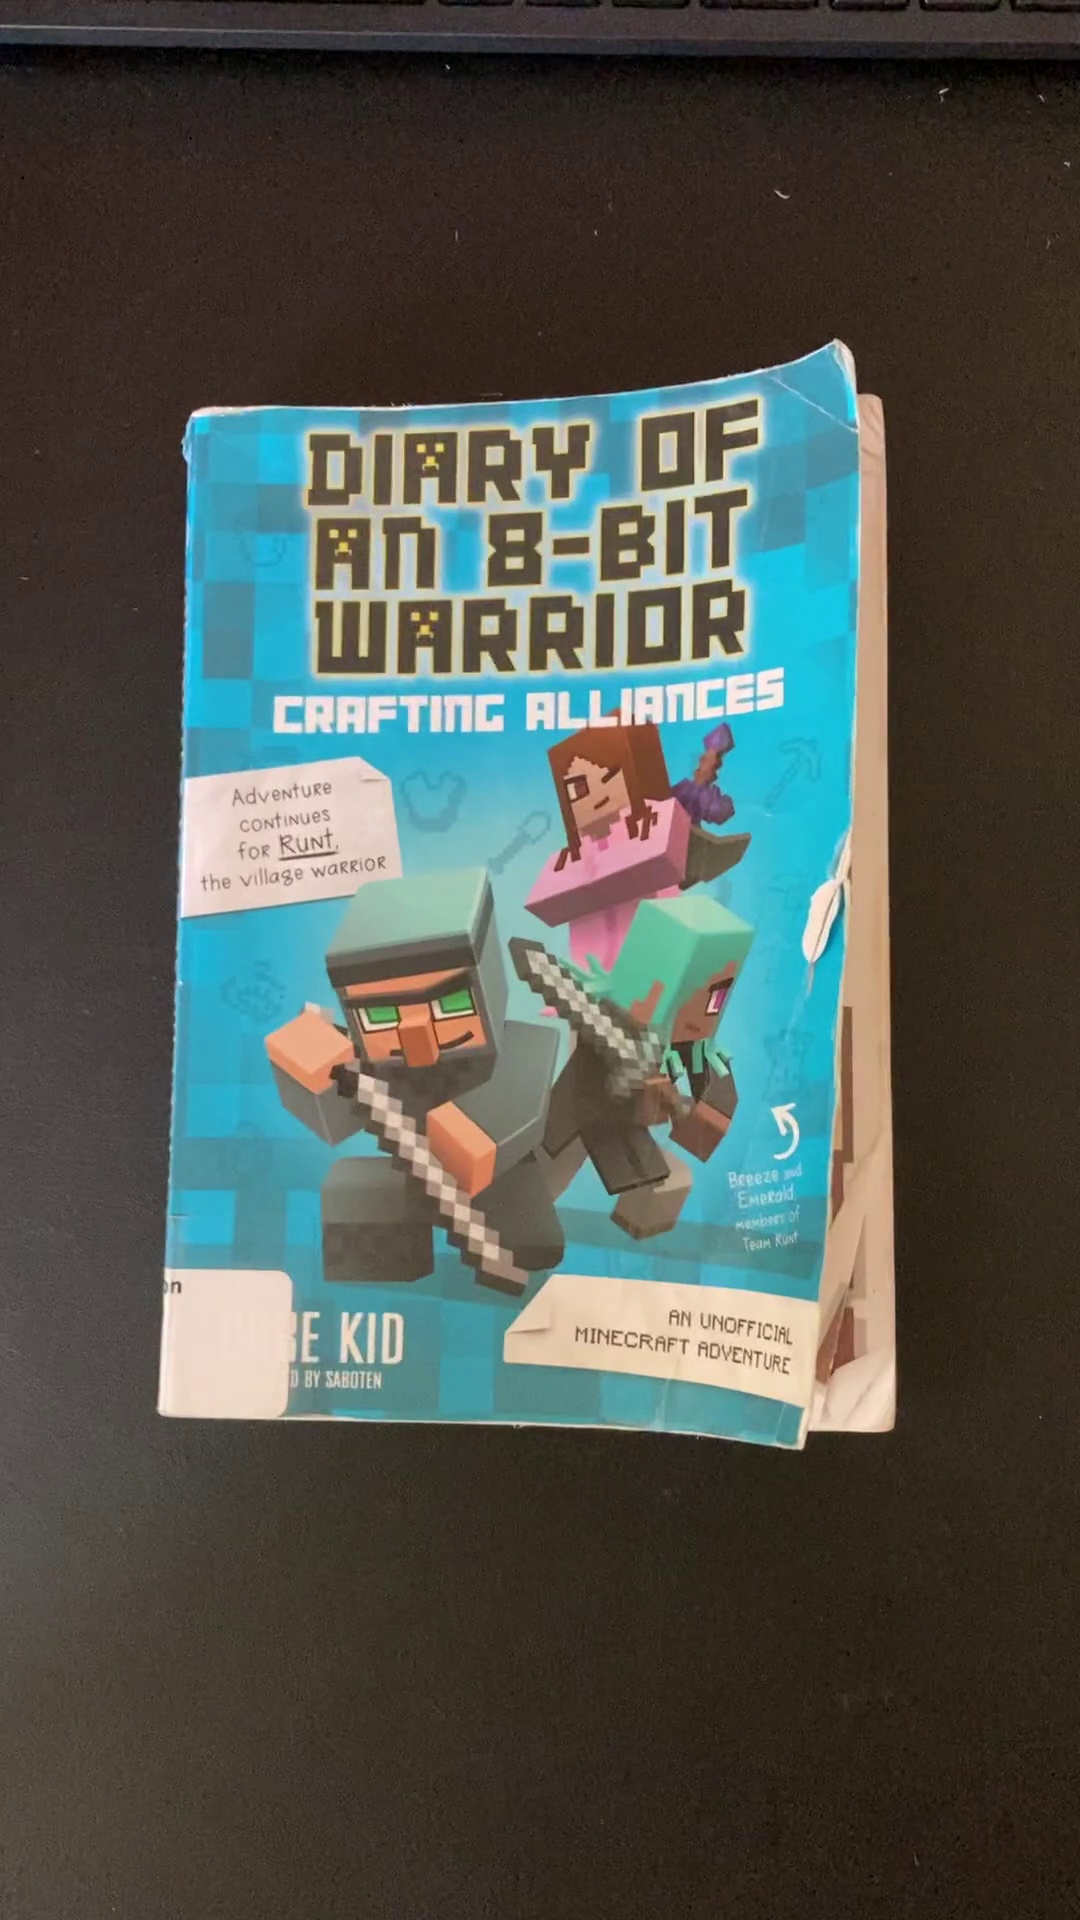 DIARY OF
AN 8-BIT
WARRIOR
CRAFTING ALLIANCES
Adventure
continues
for Runt,
the village warrior
Breeze and
Emerald,
members of
Team Runt
on
KID
BY SABOTEN
AN UNOFFICIAL
MINECRAFT ADVENTURE